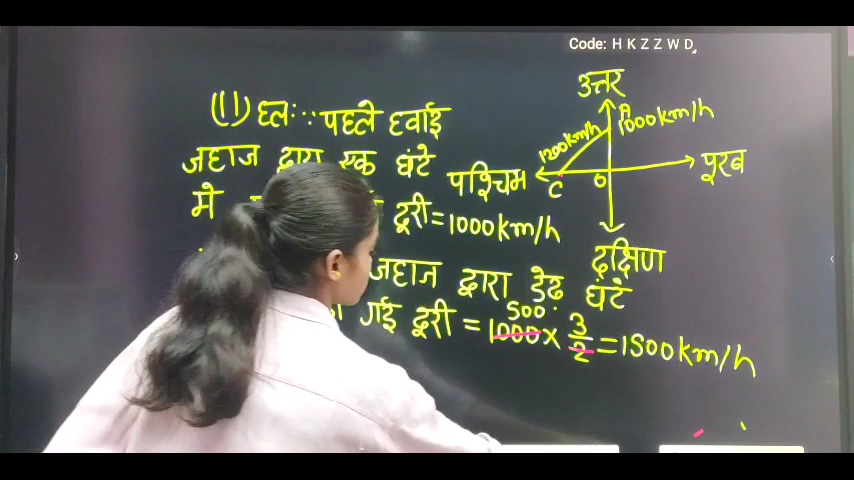 Code: H K Z Z W D
उत्तर
(11) हल:∵ पहले हवाई
A
1000km/h
1200km/h
जहाज द्वारा एक घंटे
पश्चिम
पूरब
C
O
में
दूरी = 1000km/h
दक्षिण
जहाज द्वारा डेढ़ घंटे
गई दूरी = 1000 × 3/2 = 1500km/h
500